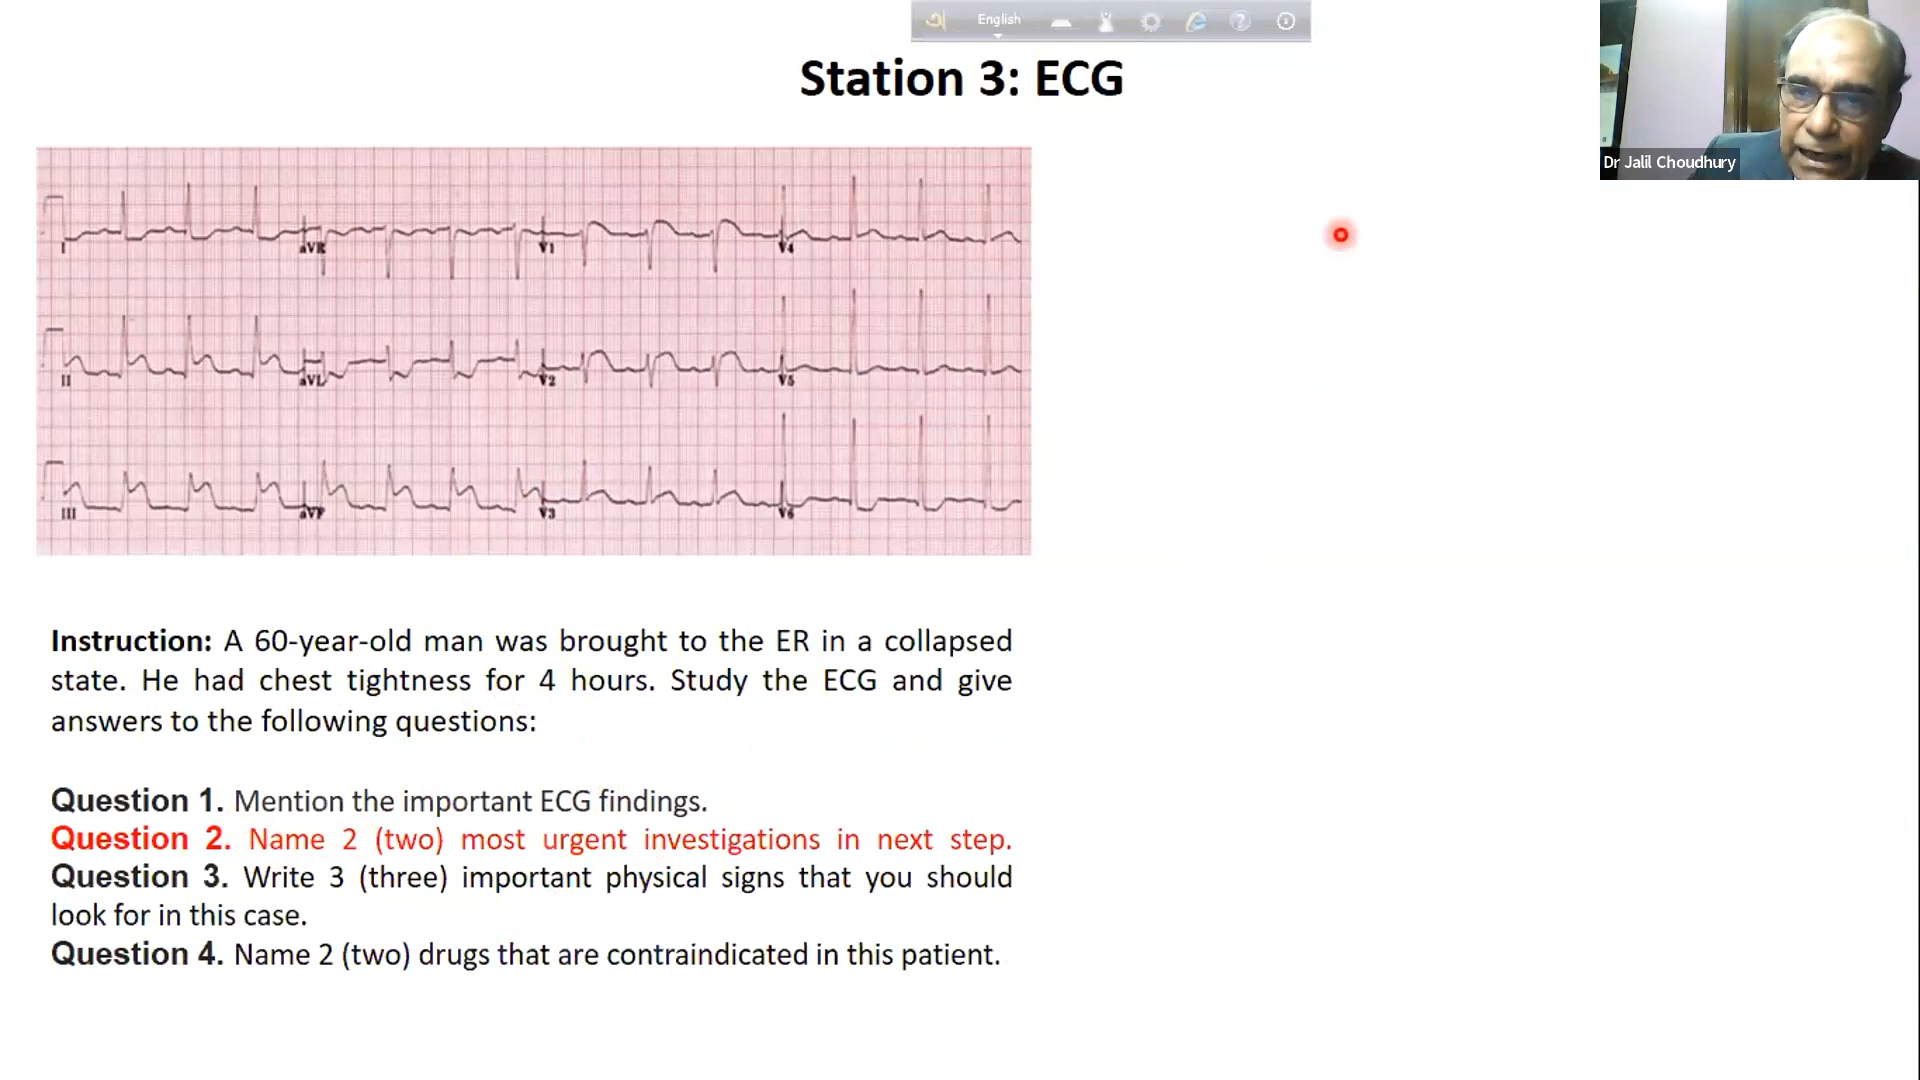 English
Station 3: ECG
Dr Jalil Choudhury
I aVR V1 V4
II aVL V2 V5
III aVF V3 V6
Instruction: A 60-year-old man was brought to the ER in a collapsed
state. He had chest tightness for 4 hours. Study the ECG and give
answers to the following questions:
Question 1. Mention the important ECG findings.
Question 2. Name 2 (two) most urgent investigations in next step.
Question 3. Write 3 (three) important physical signs that you should
look for in this case.
Question 4. Name 2 (two) drugs that are contraindicated in this patient.